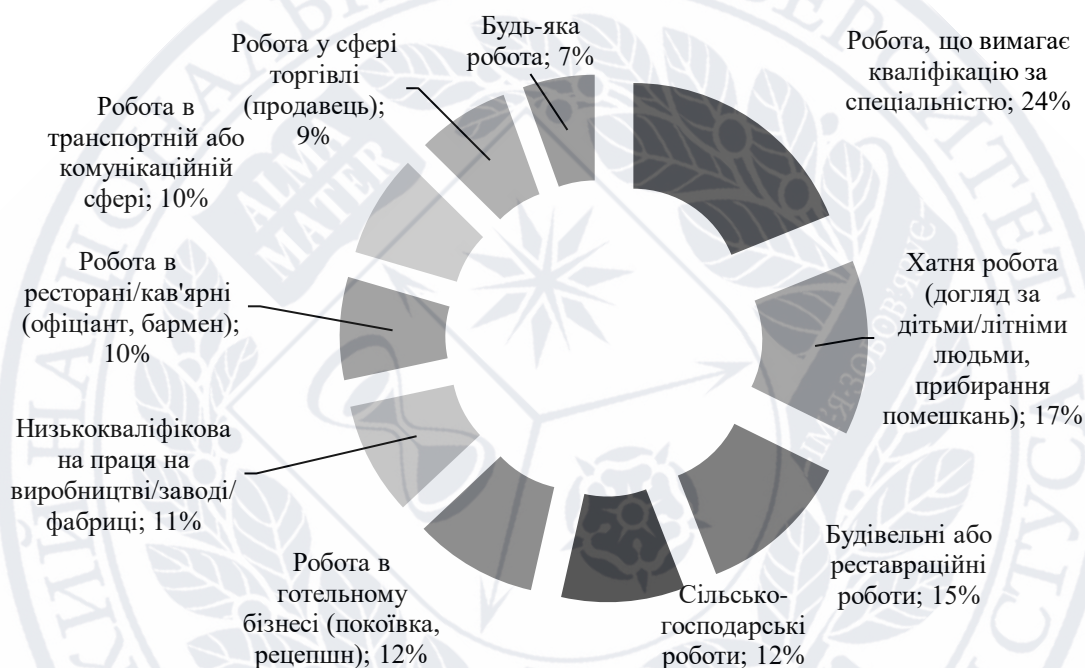 Будь-яка
робота; 7%
Робота, що вимагає
кваліфікацію за
спеціальністю; 24%
Робота у сфері
торгівлі
(продавець);
9%
Робота в
транспортній або
комунікаційній
сфері; 10%
Робота в
ресторані/кав'ярні
(офіціант, бармен);
10%
Хатня робота
(догляд за
дітьми/літніми
людьми,
прибирання
помешкань); 17%
Низькокваліфікова
на праця на
виробництві/заводі/
фабриці; 11%
Будівельні або
реставраційні
роботи; 15%
Робота в
готельному
бізнесі (покоївка,
рецепшн); 12%
Сільсько-
господарські
роботи; 12%
ALMA
MATER